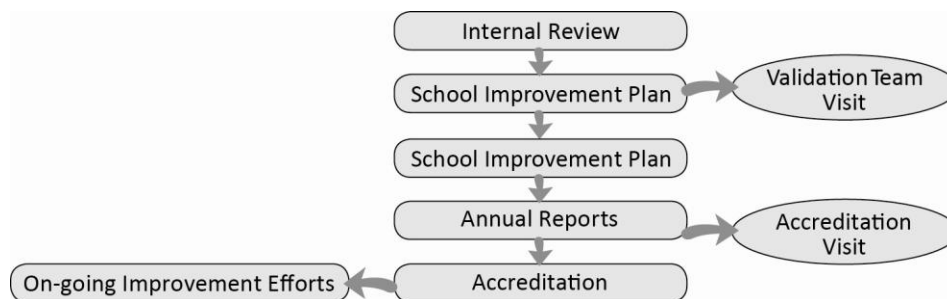 Internal Review
School Improvement Plan
Validation Team
Visit
School Improvement Plan
Annual Reports
Accreditation
Visit
On-going Improvement Efforts
Accreditation